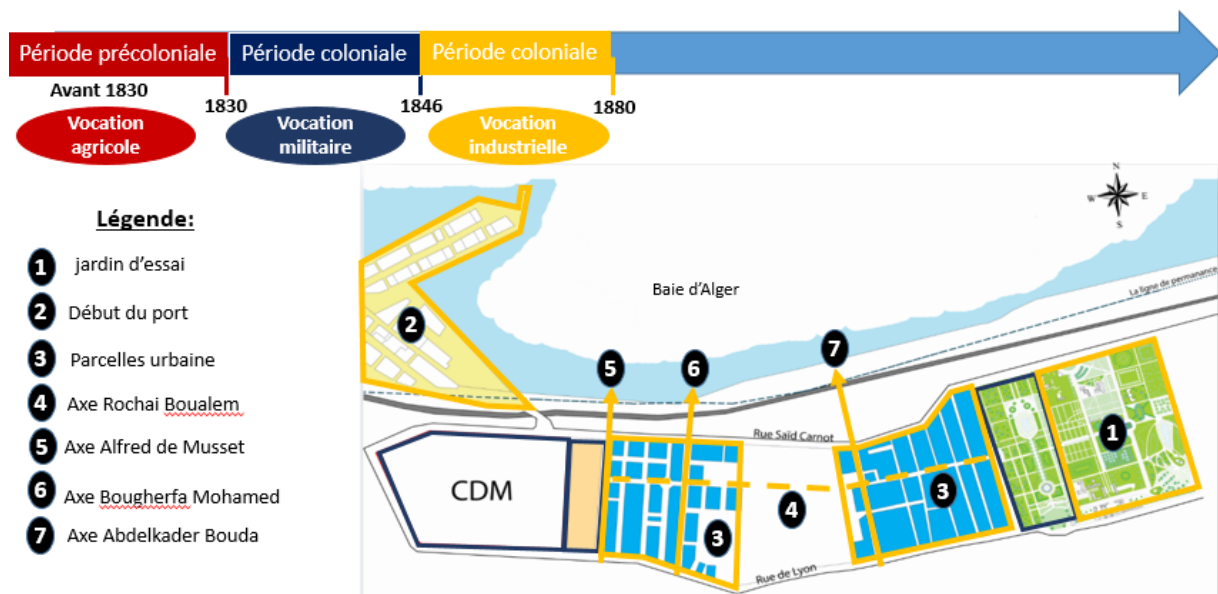 Période précoloniale
Période coloniale
Période coloniale
Avant 1830
1830
1846
1880
Vocation
agricole
Vocation
militaire
Vocation
industrielle
Légende:
1 jardin d'essai
2 Début du port
3 Parcelles urbaine
4 Axe Rochai Boualem
5 Axe Alfred de Musset
6 Axe Bougherfa Mohamed
7 Axe Abdelkader Bouda
N
W E
S
Baie d'Alger
La ligne de permanance
2
5
6
7
Rue Saïd Carnot
1
CDM
3
4
3
Rue de Lyon